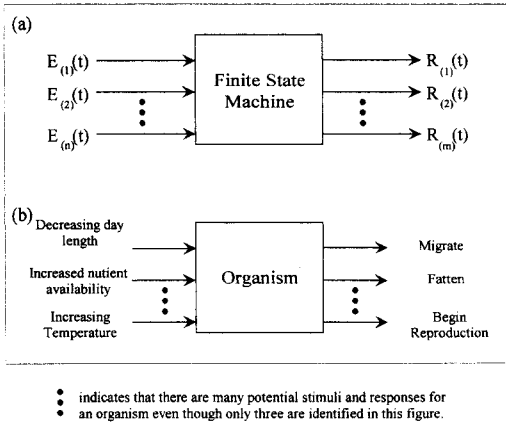 (a)
E(1)(t)
E(2)(t)
E(n)(t)
Finite State
Machine
R(1)(t)
R(2)(t)
R(m)(t)
(b)
Decreasing day
length
Increased nutient
availability
Increasing
Temperature
Organism
Migrate
Fatten
Begin
Reproduction
indicates that there are many potential stimuli and responses for
an organism even though only three are identified in this figure.